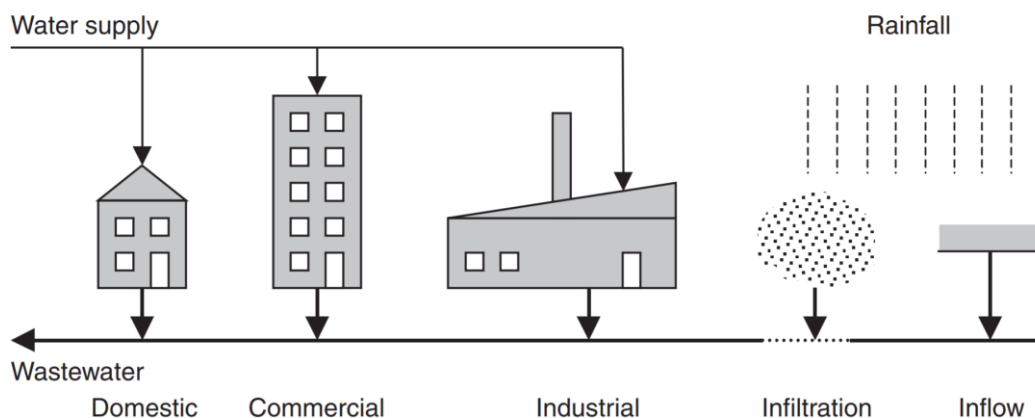 Water supply
Rainfall
Wastewater
Domestic
Commercial
Industrial
Infiltration
Inflow